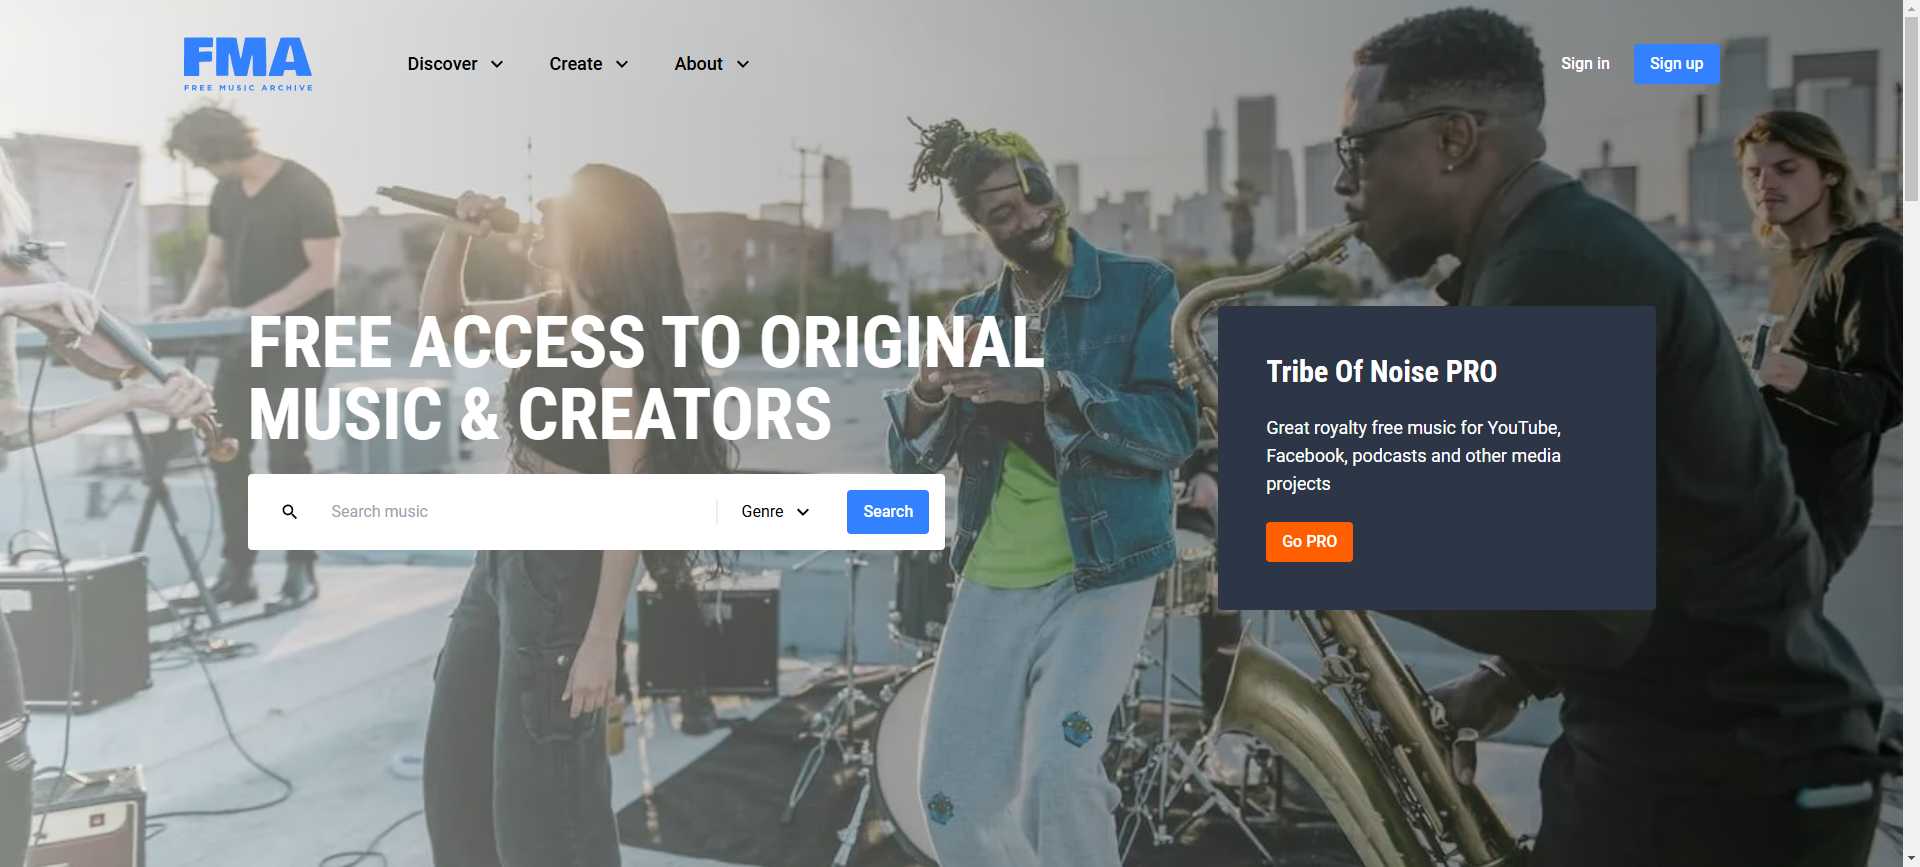 FMA
FREE MUSIC ARCHIVE
Discover
Create
About
Sign in
Sign up
FREE ACCESS TO ORIGINAL
MUSIC & CREATORS
Search music
Genre
Search
Tribe Of Noise PRO
Great royalty free music for YouTube,
Facebook, podcasts and other media
projects
Go PRO